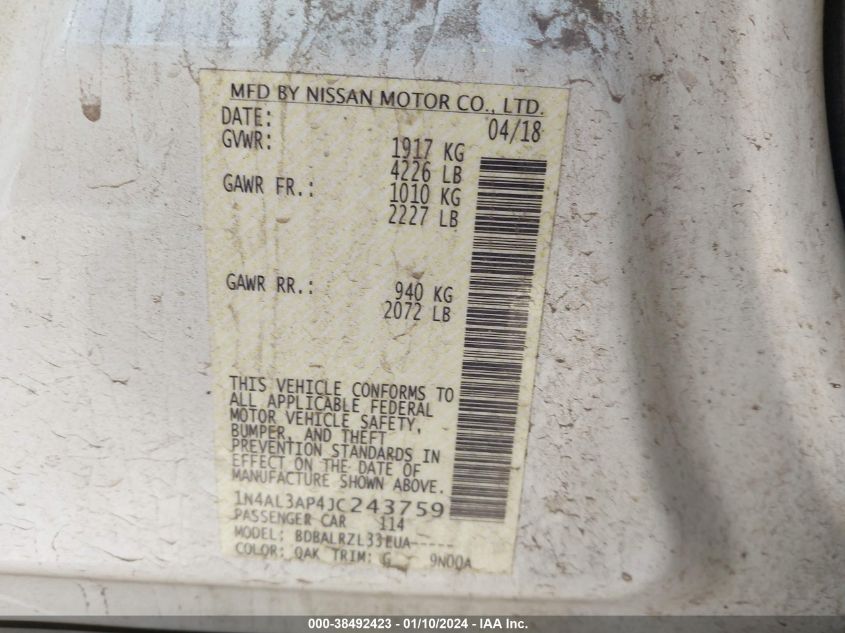 MFD BY NISSAN MOTOR CO., LTD.
DATE: 04/18
GVWR: 1917 KG
4226 LB
GAWR FR.: 1010 KG
2227 LB
GAWR RR.: 940 KG
2072 LB
THIS VEHICLE CONFORMS TO
ALL APPLICABLE FEDERAL
MOTOR VEHICLE SAFETY,
BUMPER, AND THEFT
PREVENTION STANDARDS IN
EFFECT ON THE DATE OF
MANUFACTURE SHOWN ABOVE.
1N4AL3AP4JC243759
PASSENGER CAR 114
MODEL: BDBALRZL33EUA-----
COLOR: QAK TRIM: G 9N00A
000-38492423 - 01/10/2024 - IAA Inc.